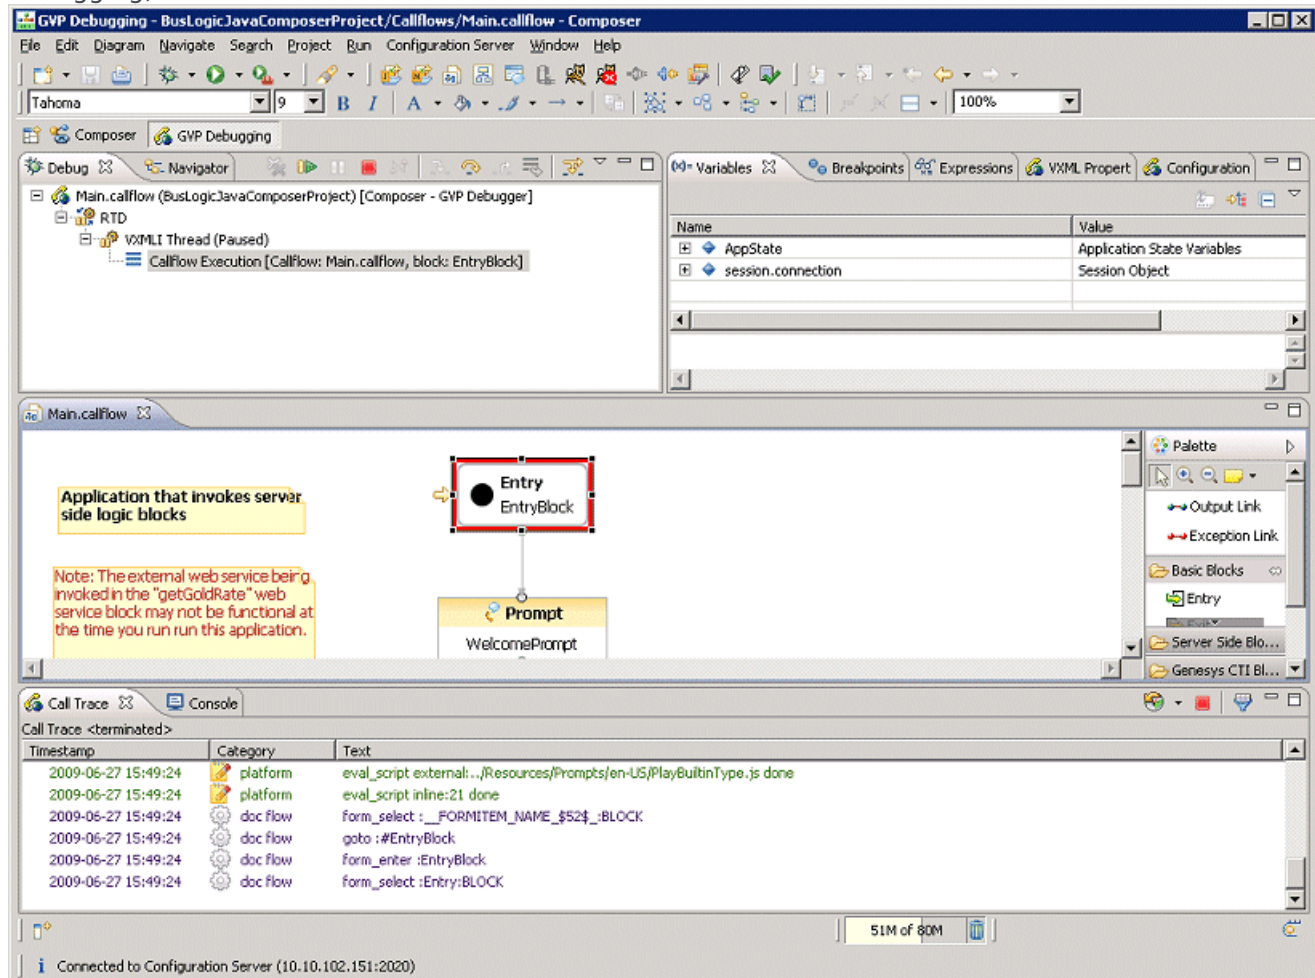 GVP Debugging - BusLogicJavaComposerProject/Callflows/Main.callflow - Composer
File Edit Diagram Navigate Search Project Run Configuration Server Window Help
Tahoma 9 B I A 100%
Composer GVP Debugging
Debug Navigator
Main.callflow (BusLogicJavaComposerProject) [Composer - GVP Debugger]
RTD
VXMLI Thread (Paused)
Callflow Execution [Callflow: Main.callflow, block: EntryBlock]
(x)= Variables Breakpoints Expressions VXML Propert Configuration
Name Value
AppState Application State Variables
session.connection Session Object
Main.callflow
Application that invokes server
side logic blocks
Note: The external web service being
invoked in the "getGoldRate" web
service block may not be functional at
the time you run run this application.
Entry
EntryBlock
Prompt
WelcomePrompt
Palette
Output Link
Exception Link
Basic Blocks
Entry
Exit
Server Side Blo...
Genesys CTI Bl...
Call Trace Console
Call Trace <terminated>
Timestamp Category Text
2009-06-27 15:49:24 platform eval_script external:../Resources/Prompts/en-US/PlayBuiltinType.js done
2009-06-27 15:49:24 platform eval_script inline:21 done
2009-06-27 15:49:24 doc flow form_select :__FORMITEM_NAME_$52$_:BLOCK
2009-06-27 15:49:24 doc flow goto :#EntryBlock
2009-06-27 15:49:24 doc flow form_enter :EntryBlock
2009-06-27 15:49:24 doc flow form_select :Entry:BLOCK
51M of 80M
i Connected to Configuration Server (10.10.102.151:2020)